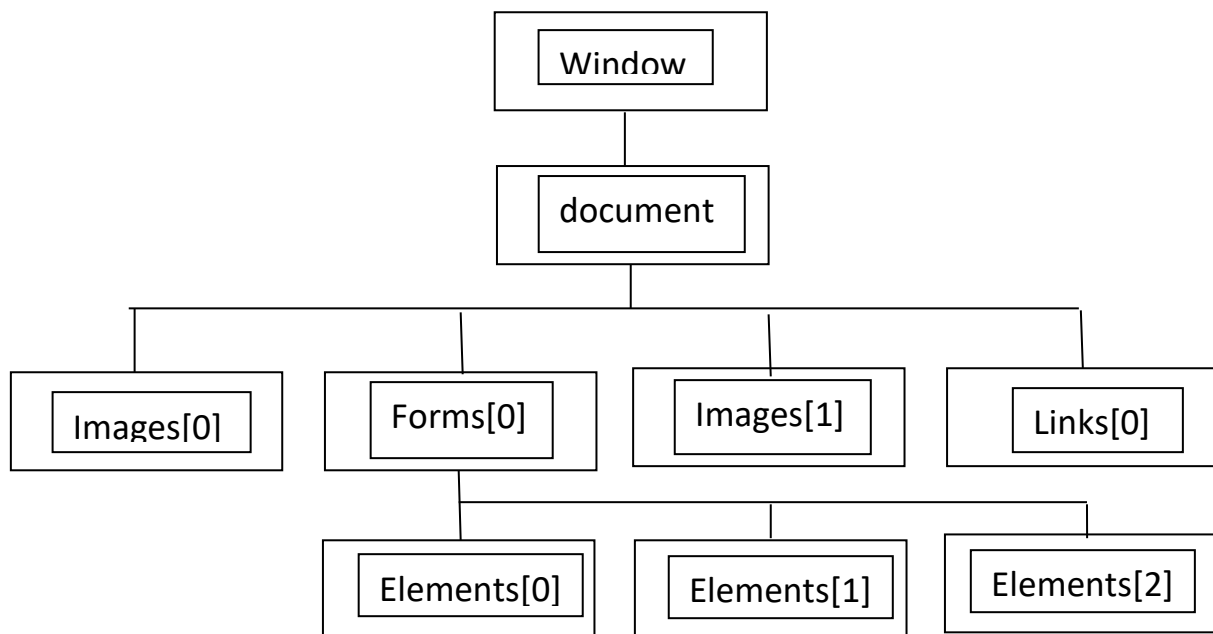 Window
document
Images[0]
Forms[0]
Images[1]
Links[0]
Elements[0]
Elements[1]
Elements[2]